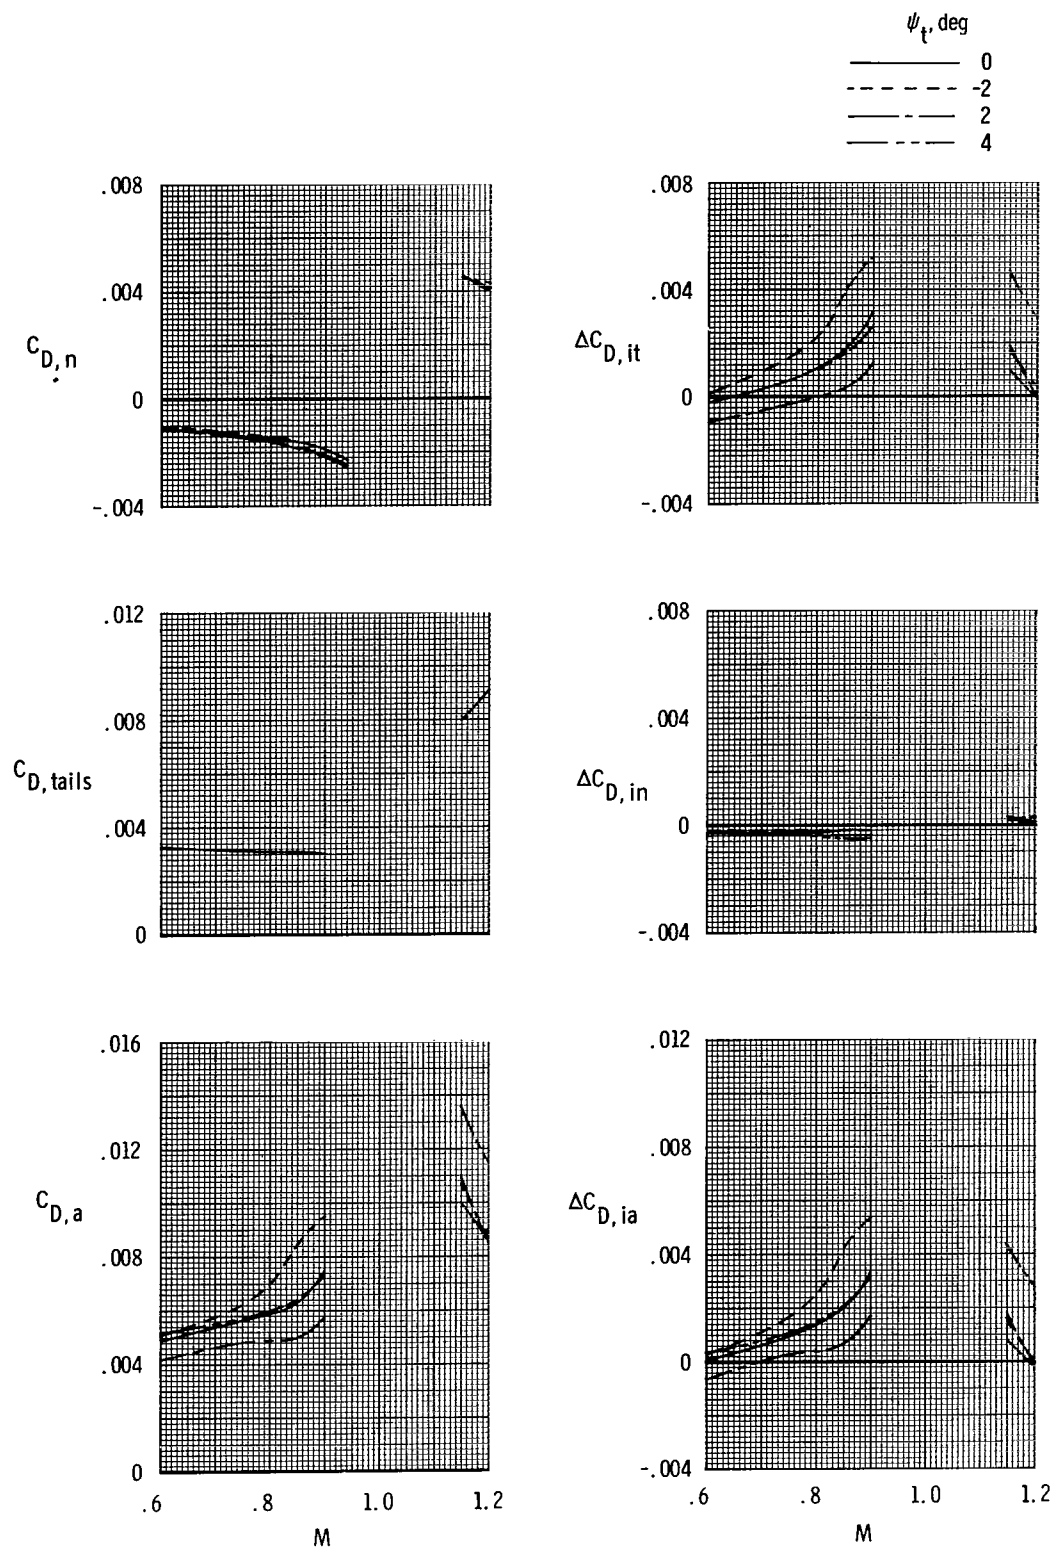 ψt, deg
0
-2
2
4
.008
.004
CD, n
0
-.004
.008
.004
ΔCD, it
0
-.004
.012
.008
CD, tails
.004
0
.008
.004
ΔCD, in
0
-.004
.016
.012
CD, a
.008
.004
0
.6 .8 1.0 1.2
M
.012
.008
ΔCD, ia
.004
0
-.004
.6 .8 1.0 1.2
M